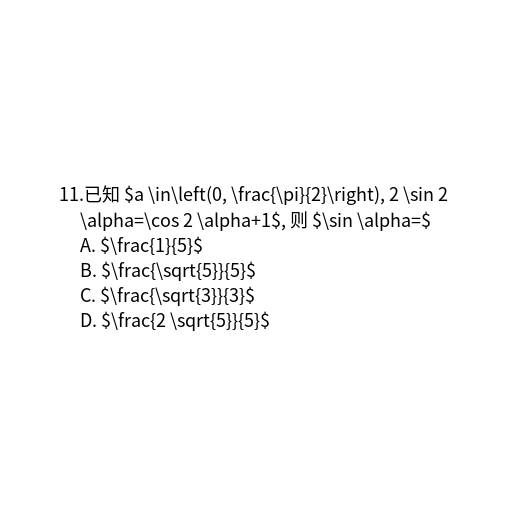 11.已知 $a \in\left(0, \frac{\pi}{2}\right), 2 \sin 2
\alpha=\cos 2 \alpha+1$, 则 $\sin \alpha=$
A. $\frac{1}{5}$
B. $\frac{\sqrt{5}}{5}$
C. $\frac{\sqrt{3}}{3}$
D. $\frac{2 \sqrt{5}}{5}$